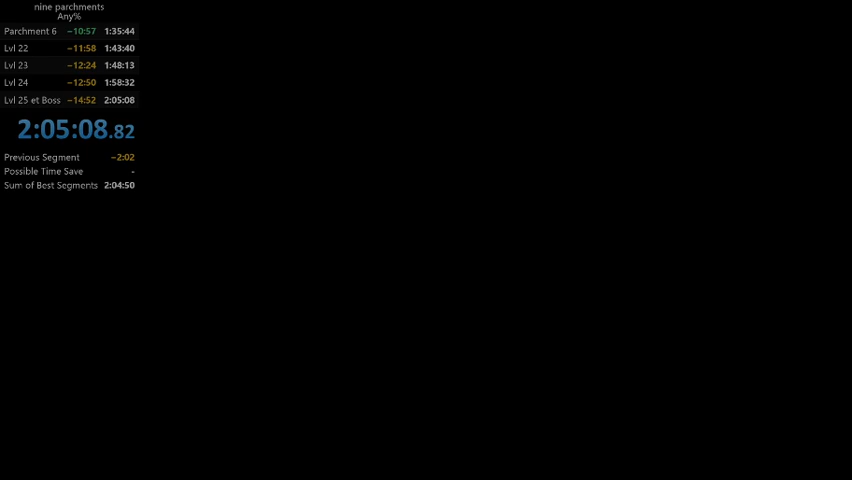 nine parchments
Any%
Parchment 6 −10:57 1:35:44
Lvl 22 −11:58 1:43:40
Lvl 23 −12:24 1:48:13
Lvl 24 −12:50 1:58:32
Lvl 25 et Boss −14:52 2:05:08
2:05:08.82
Previous Segment −2:02
Possible Time Save -
Sum of Best Segments 2:04:50